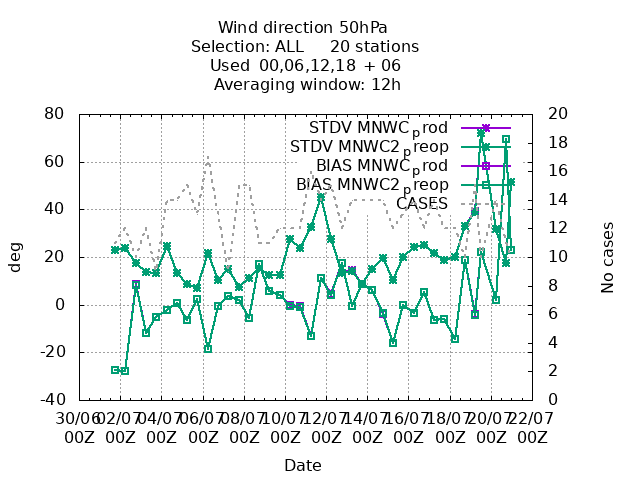 Wind direction 50hPa
Selection: ALL 20 stations
Used 00,06,12,18 + 06
Averaging window: 12h
80 20
STDV MNWCprod
18
STDV MNWC2preop
60 16
BIAS MNWCprod
BIAS MNWC2preop
40 14
CASES
12
20 10
deg
No cases
8
0
6
-20 4
2
-40 0
30/06 02/07 04/07 06/07 08/07 10/07 12/07 14/07 16/07 18/07 20/07 22/07
00Z 00Z 00Z 00Z 00Z 00Z 00Z 00Z 00Z 00Z 00Z 00Z
Date